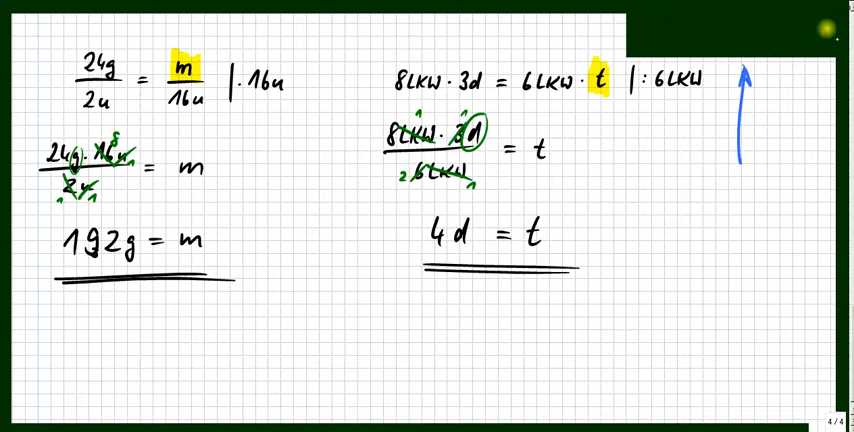 24g/2u = m/16u | · 16u
24g · 16u/2u = m
192g = m
8LKW · 3d = 6LKW · t | : 6LKW
8LKW · 3d/6LKW = t
4d = t
4/4